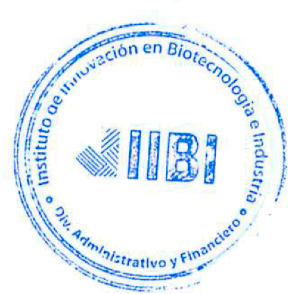 Instituto de Innovación en Biotecnología e Industria
IIBI
• Div. Administrativo y Financiero •